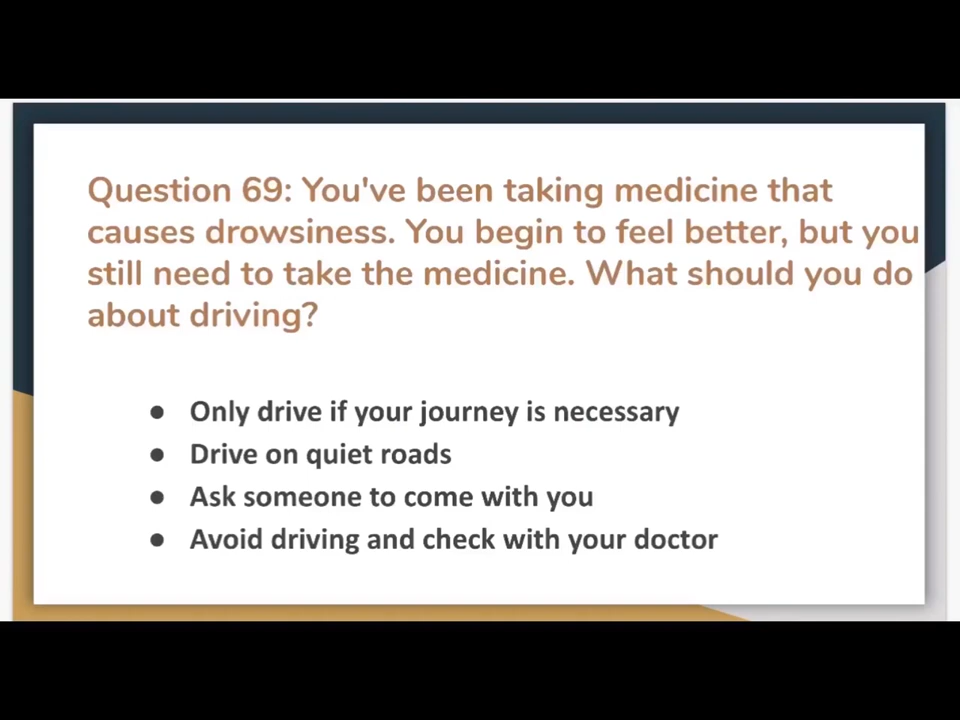 Question 69: You've been taking medicine that
causes drowsiness. You begin to feel better, but you
still need to take the medicine. What should you do
about driving?
● Only drive if your journey is necessary
● Drive on quiet roads
● Ask someone to come with you
● Avoid driving and check with your doctor